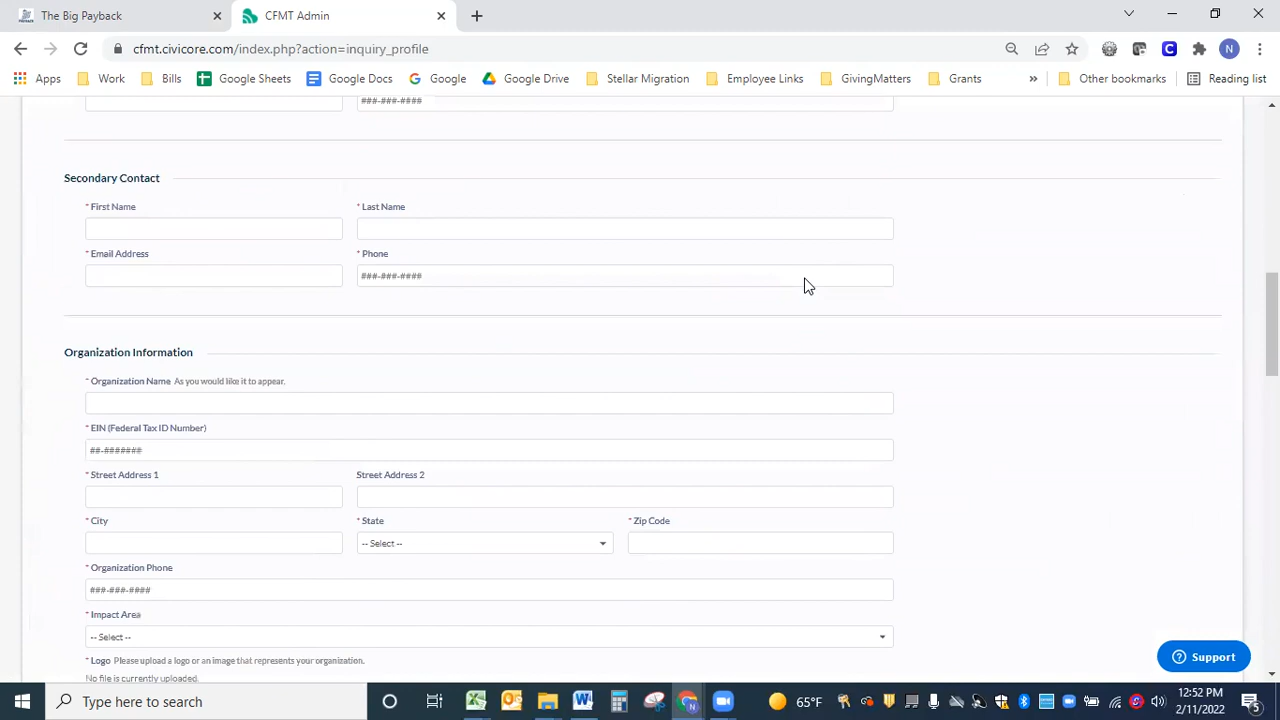 The Big Payback
CFMT Admin
cfmt.civicore.com/index.php?action=inquiry_profile
N
Apps
Work
Bills
Google Sheets
Google Docs
Google
Google Drive
Stellar Migration
Employee Links
GivingMatters
Grants
»
Other bookmarks
Reading list
###-###-####
Secondary Contact
* First Name
* Last Name
* Email Address
* Phone
###-###-####
Organization Information
* Organization Name As you would like it to appear.
* EIN (Federal Tax ID Number)
##-#######
* Street Address 1
Street Address 2
* City
* State
* Zip Code
-- Select --
* Organization Phone
###-###-####
* Impact Area
-- Select --
* Logo Please upload a logo or an image that represents your organization.
No file is currently uploaded.
Support
Type here to search
65°F
12:52 PM
2/11/2022
5